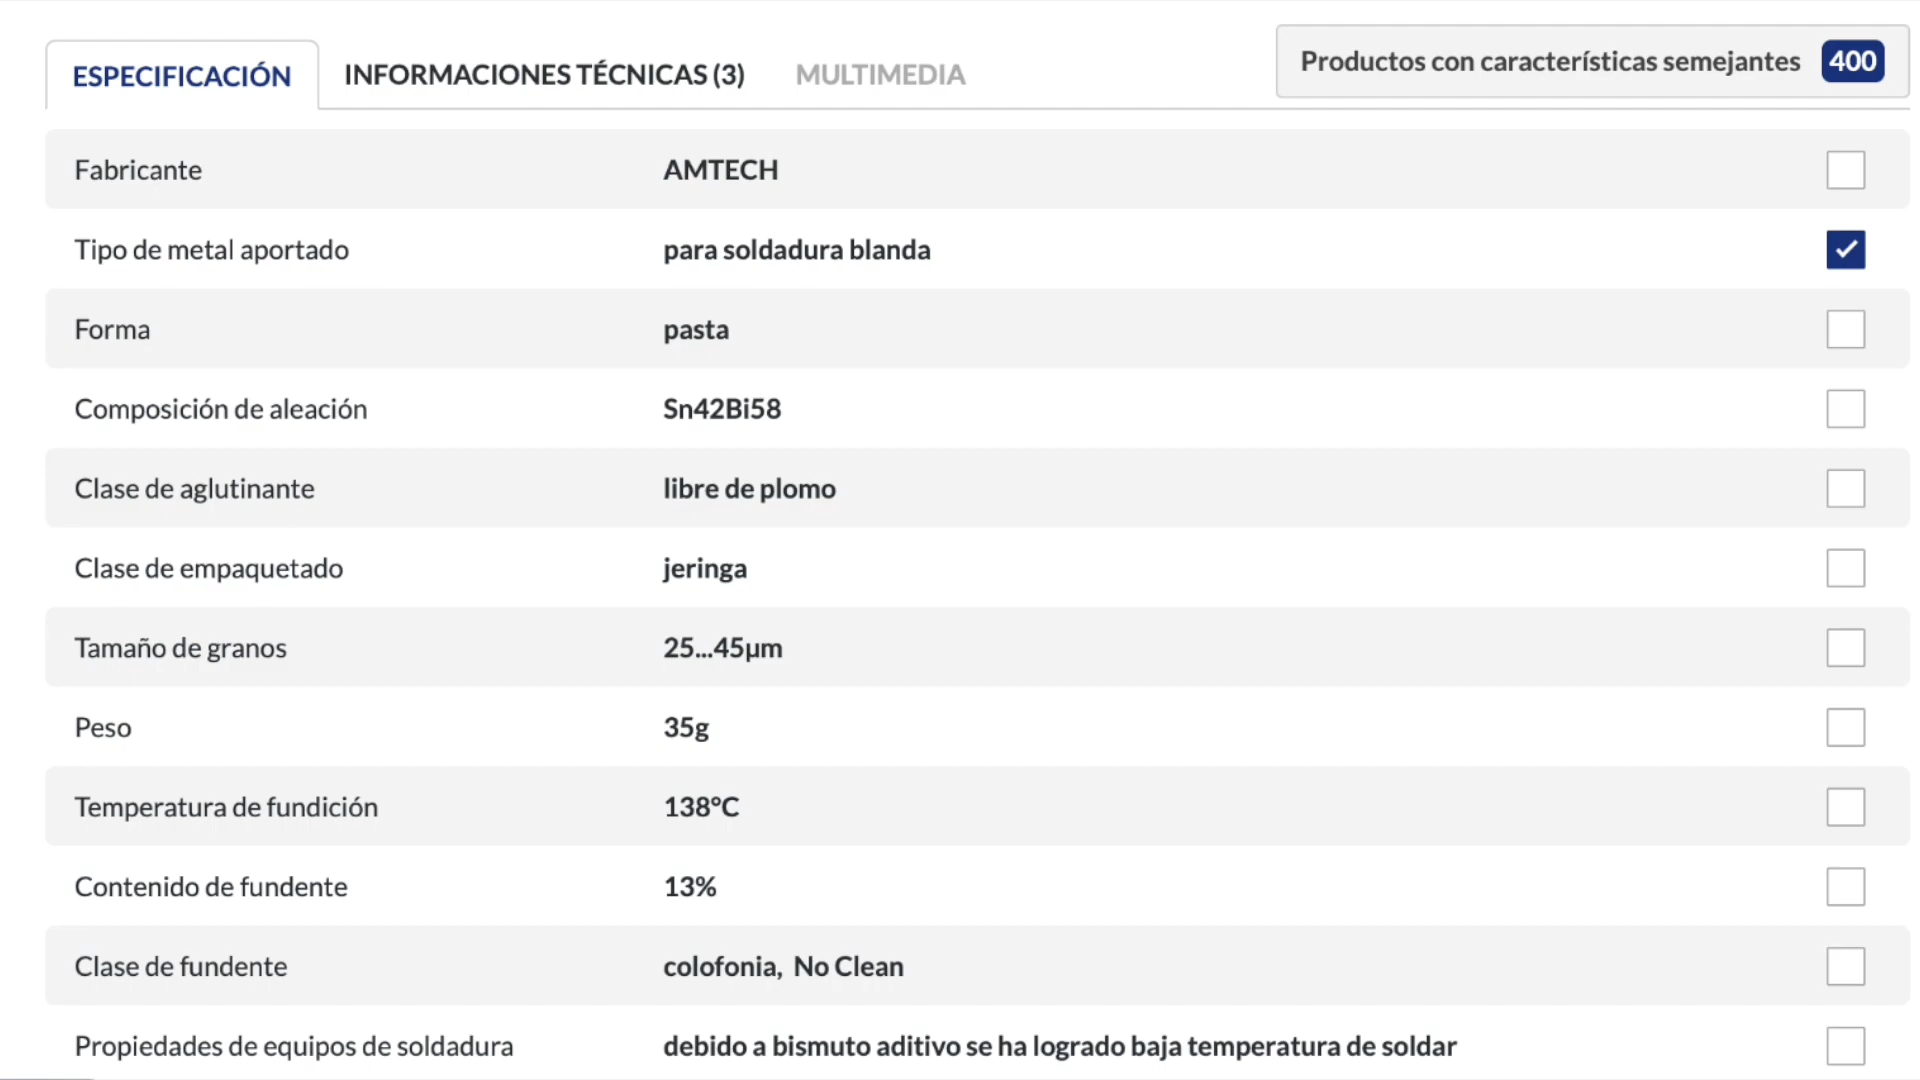 ESPECIFICACIÓN INFORMACIONES TÉCNICAS (3) MULTIMEDIA Productos con características semejantes 400
Fabricante AMTECH
Tipo de metal aportado para soldadura blanda
Forma pasta
Composición de aleación Sn42Bi58
Clase de aglutinante libre de plomo
Clase de empaquetado jeringa
Tamaño de granos 25...45µm
Peso 35g
Temperatura de fundición 138°C
Contenido de fundente 13%
Clase de fundente colofonia, No Clean
Propiedades de equipos de soldadura debido a bismuto aditivo se ha logrado baja temperatura de soldar